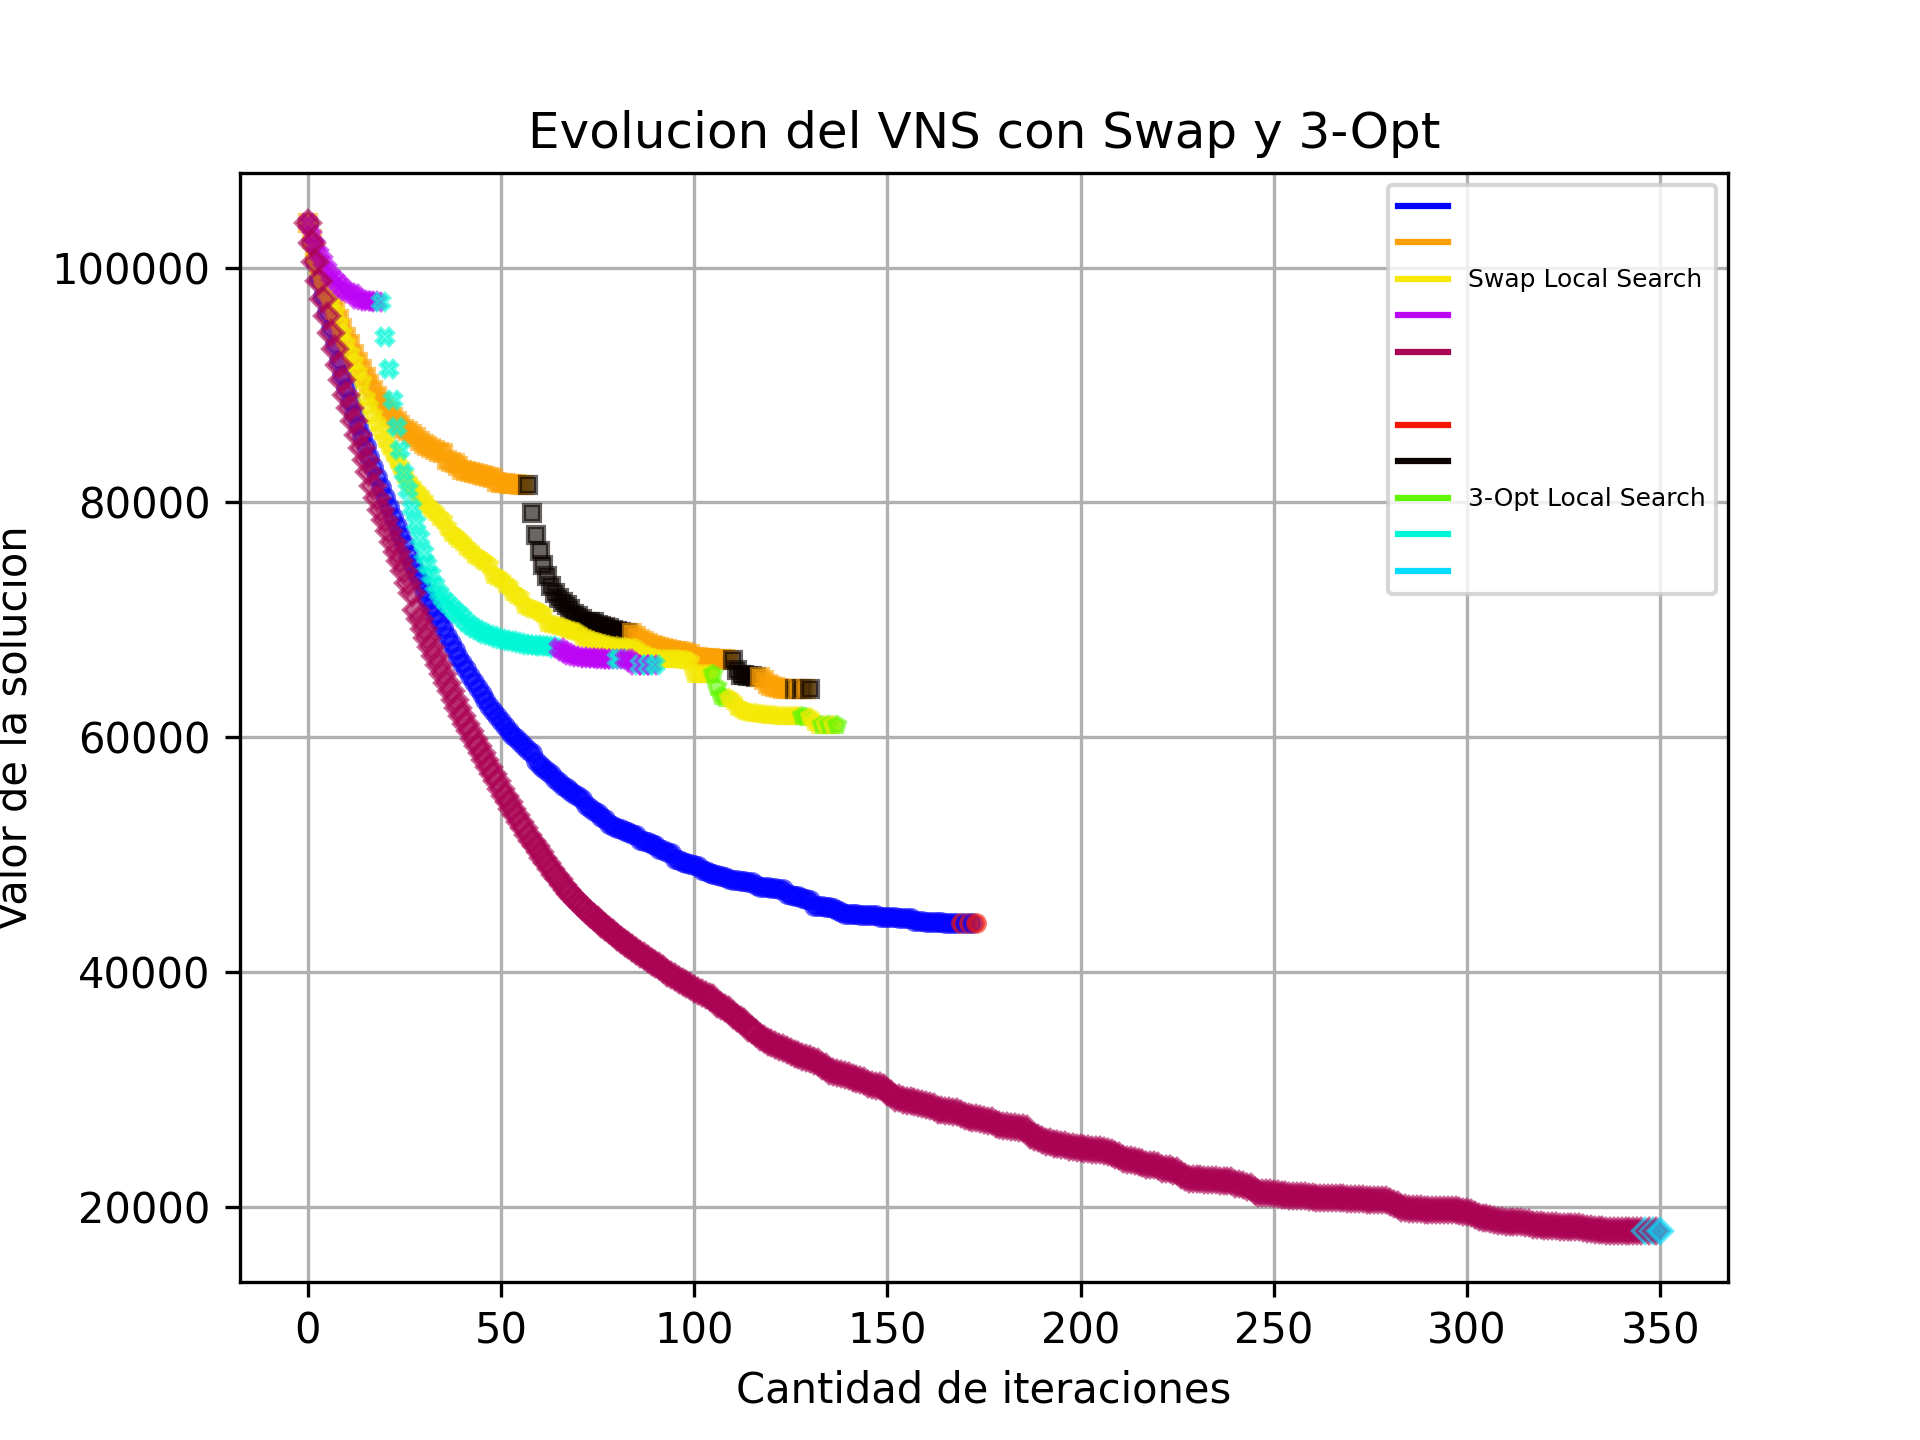 Evolucion del VNS con Swap y 3-Opt
Valor de la solucion
100000
80000
60000
40000
20000
Swap Local Search
3-Opt Local Search
0 50 100 150 200 250 300 350
Cantidad de iteraciones